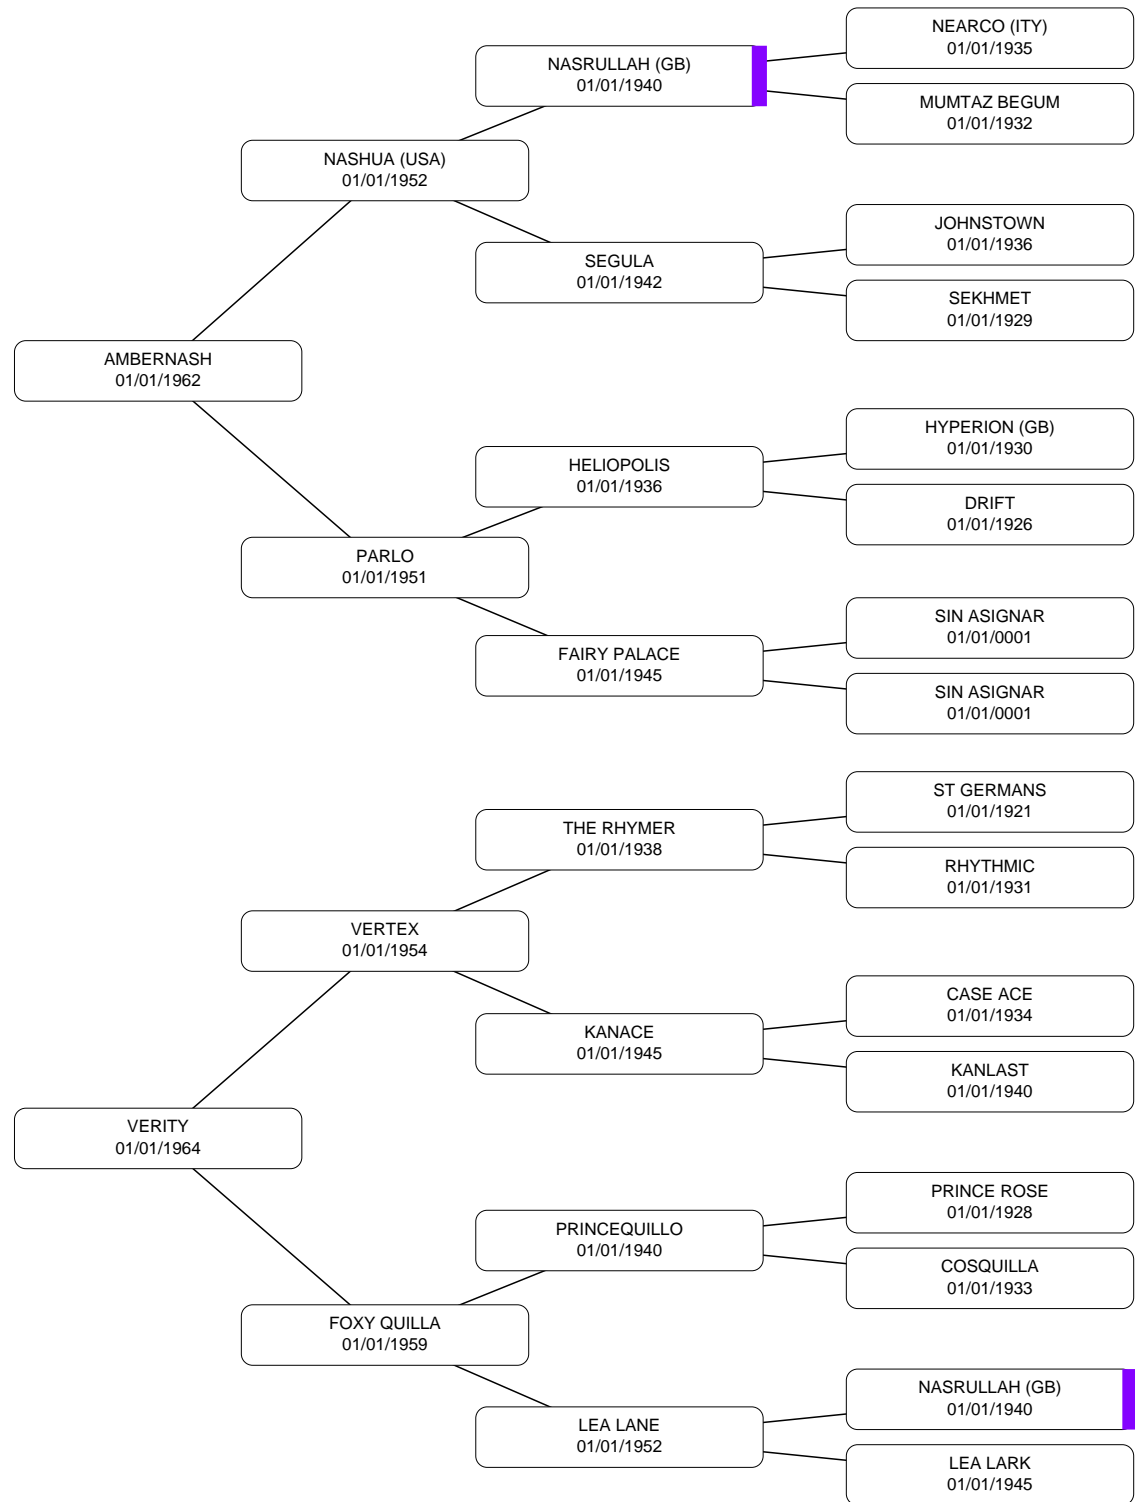 NEARCO (ITY)
01/01/1935
NASRULLAH (GB)
01/01/1940
MUMTAZ BEGUM
01/01/1932
NASHUA (USA)
01/01/1952
JOHNSTOWN
01/01/1936
SEGULA
01/01/1942
SEKHMET
01/01/1929
AMBERNASH
01/01/1962
HYPERION (GB)
01/01/1930
HELIOPOLIS
01/01/1936
DRIFT
01/01/1926
PARLO
01/01/1951
SIN ASIGNAR
01/01/0001
FAIRY PALACE
01/01/1945
SIN ASIGNAR
01/01/0001
ST GERMANS
01/01/1921
THE RHYMER
01/01/1938
RHYTHMIC
01/01/1931
VERTEX
01/01/1954
CASE ACE
01/01/1934
KANACE
01/01/1945
KANLAST
01/01/1940
VERITY
01/01/1964
PRINCE ROSE
01/01/1928
PRINCEQUILLO
01/01/1940
COSQUILLA
01/01/1933
FOXY QUILLA
01/01/1959
NASRULLAH (GB)
01/01/1940
LEA LANE
01/01/1952
LEA LARK
01/01/1945